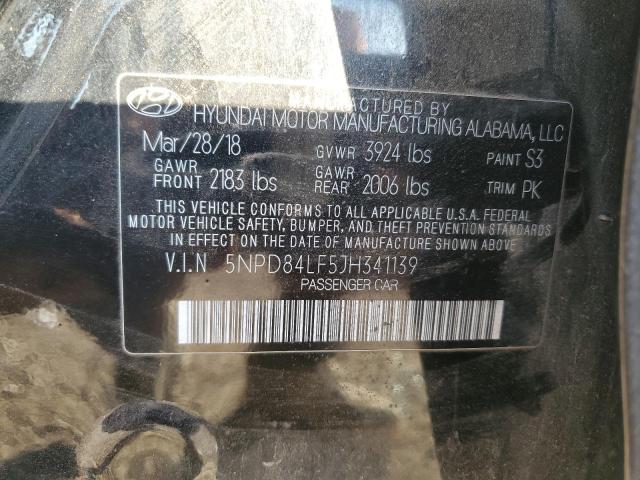 MANUFACTURED BY
HYUNDAI MOTOR MANUFACTURING ALABAMA, LLC
Mar/28/18 GVWR 3924 lbs PAINT S3
GAWR FRONT 2183 lbs GAWR REAR 2006 lbs TRIM PK
THIS VEHICLE CONFORMS TO ALL APPLICABLE U.S.A. FEDERAL
MOTOR VEHICLE SAFETY, BUMPER, AND THEFT PREVENTION STANDARDS
IN EFFECT ON THE DATE OF MANUFACTURE SHOWN ABOVE.
V.I.N 5NPD84LF5JH341139
PASSENGER CAR